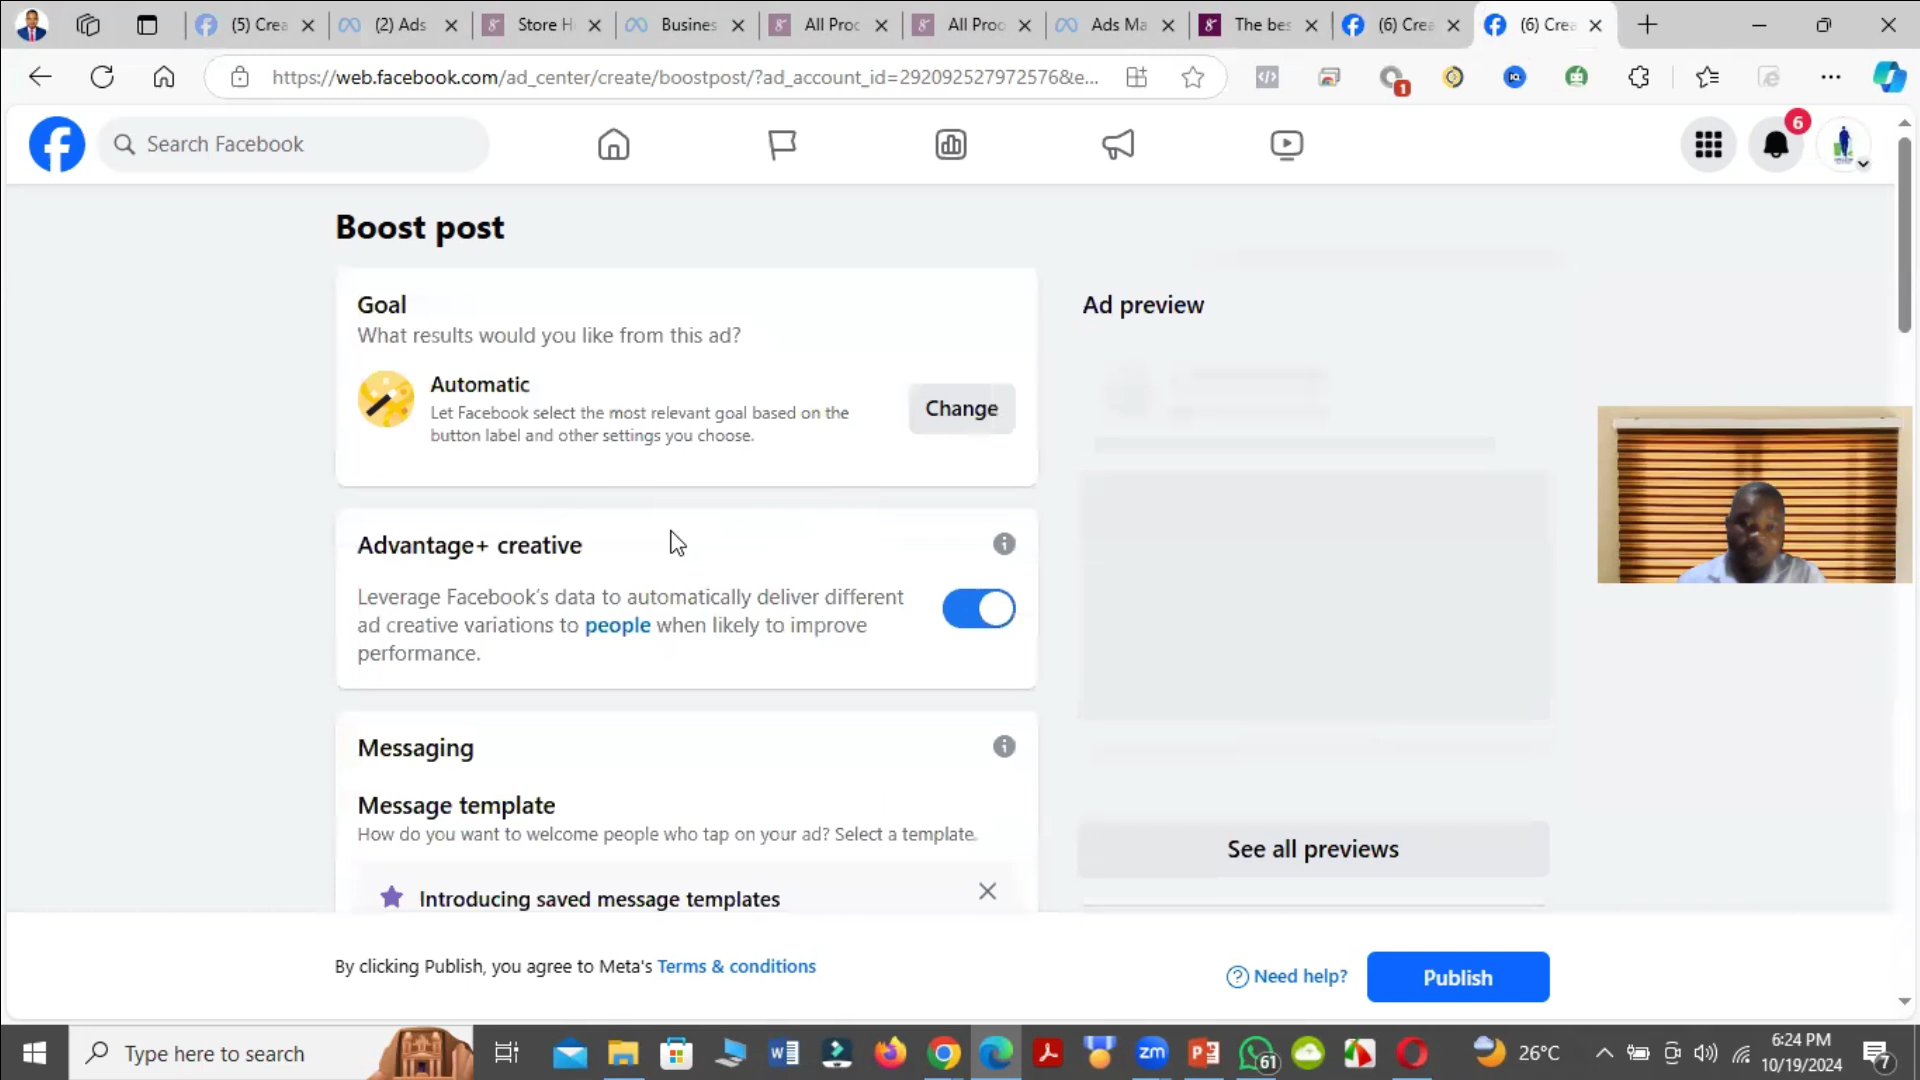 (5) Crea
(2) Ads
Store H
Busines
All Proc
All Proc
Ads Ma
The bes
(6) Crea
(6) Crea
https://web.facebook.com/ad_center/create/boostpost/?ad_account_id=292092527972576&e...
1
Search Facebook
6
Boost post
Goal
What results would you like from this ad?
Automatic
Let Facebook select the most relevant goal based on the
button label and other settings you choose.
Change
Ad preview
Advantage+ creative
Leverage Facebook's data to automatically deliver different
ad creative variations to people when likely to improve
performance.
Messaging
Message template
How do you want to welcome people who tap on your ad? Select a template.
Introducing saved message templates
See all previews
By clicking Publish, you agree to Meta's Terms & conditions
Need help?
Publish
Type here to search
zm
61
26°C
6:24 PM
10/19/2024
7